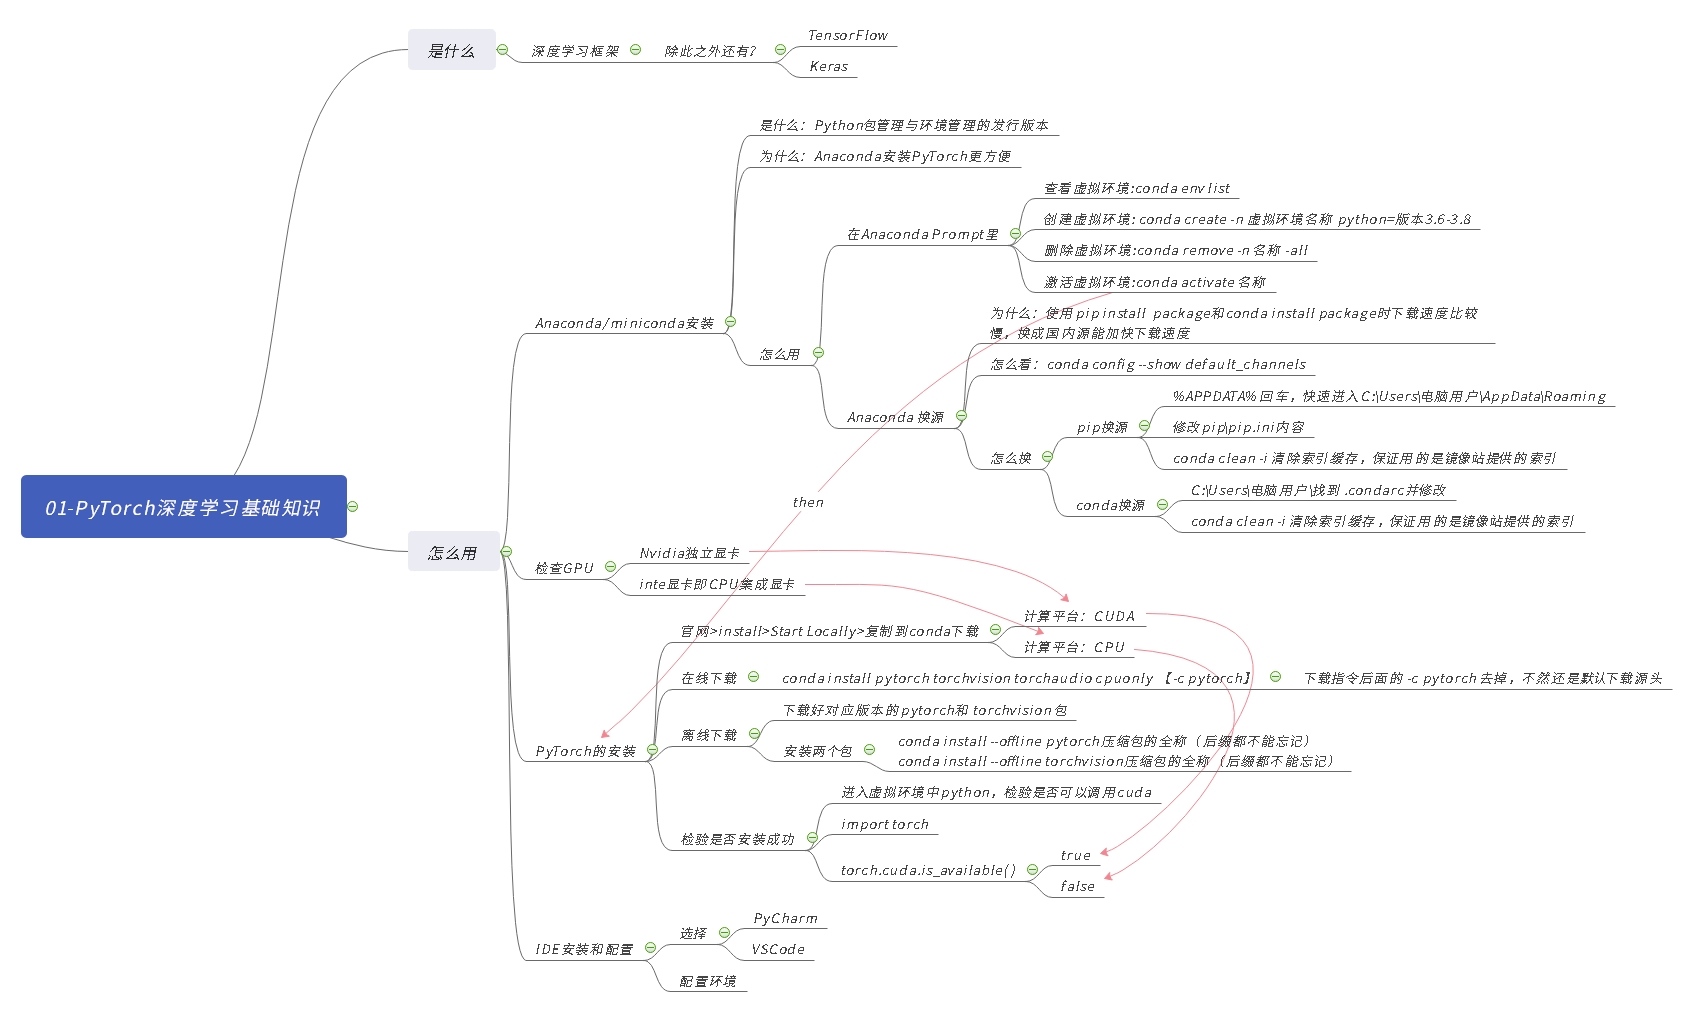 01-PyTorch深度学习基础知识
是什么
深度学习框架
除此之外还有？
TensorFlow
Keras
怎么用
Anaconda/miniconda安装
是什么：Python包管理与环境管理的发行版本
为什么：Anaconda安装PyTorch更方便
怎么用
在Anaconda Prompt里
查看虚拟环境:conda env list
创建虚拟环境: conda create -n 虚拟环境名称 python=版本3.6-3.8
删除虚拟环境:conda remove -n 名称 -all
激活虚拟环境:conda activate 名称
Anaconda 换源
为什么：使用 pip install package和conda install package时下载速度比较
慢，换成国内源能加快下载速度
怎么看：conda config --show default_channels
怎么换
pip换源
%APPDATA% 回车，快速进入 C:\Users\电脑用户\AppData\Roaming
修改 pip\pip.ini内容
conda clean -i 清除索引缓存，保证用的是镜像站提供的索引
conda换源
C:\Users\电脑用户\找到 .condarc并修改
conda clean -i 清除索引缓存，保证用的是镜像站提供的索引
then
检查GPU
Nvidia独立显卡
inte显卡即CPU集成显卡
PyTorch的安装
官网>install>Start Locally>复制到conda下载
计算平台：CUDA
计算平台：CPU
在线下载
conda install pytorch torchvision torchaudio cpuonly 【-c pytorch】
下载指令后面的 -c pytorch 去掉，不然还是默认下载源头
离线下载
下载好对应版本的 pytorch和 torchvision 包
安装两个包
conda install --offline pytorch压缩包的全称（后缀都不能忘记）
conda install --offline torchvision压缩包的全称（后缀都不能忘记）
检验是否安装成功
进入虚拟环境中python，检验是否可以调用cuda
import torch
torch.cuda.is_available()
true
false
IDE安装和配置
选择
PyCharm
VSCode
配置环境